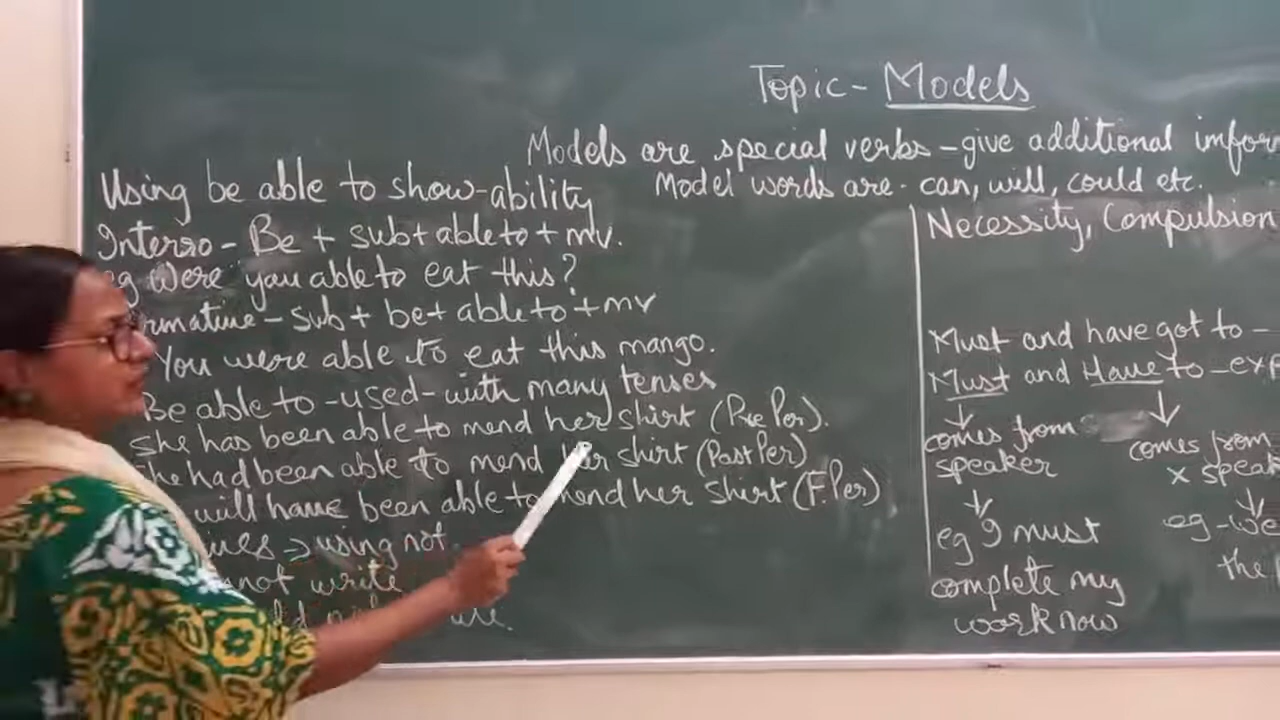 Topic - Models
Models are special verbs - give additional
Model words are - can, will, could etc.
Using be able to show - ability
Interro - Be + sub + able to + mv.
eg Were you able to eat this?
- sub + be + able to + mv
You were able to eat this mango.
Be able to - used - with many tenses
She has been able to mend her shirt (Pre Per).
She had been able to mend her shirt (Past Per)
will have been able to mend her shirt (F. Per)
=> using not
write
Necessity, Compulsion
Must and have got to -
Must and Have to -
↓ ↓
comes from
speaker
↓
eg I must
complete my
work now
comes from
x
↓
eg - we
the